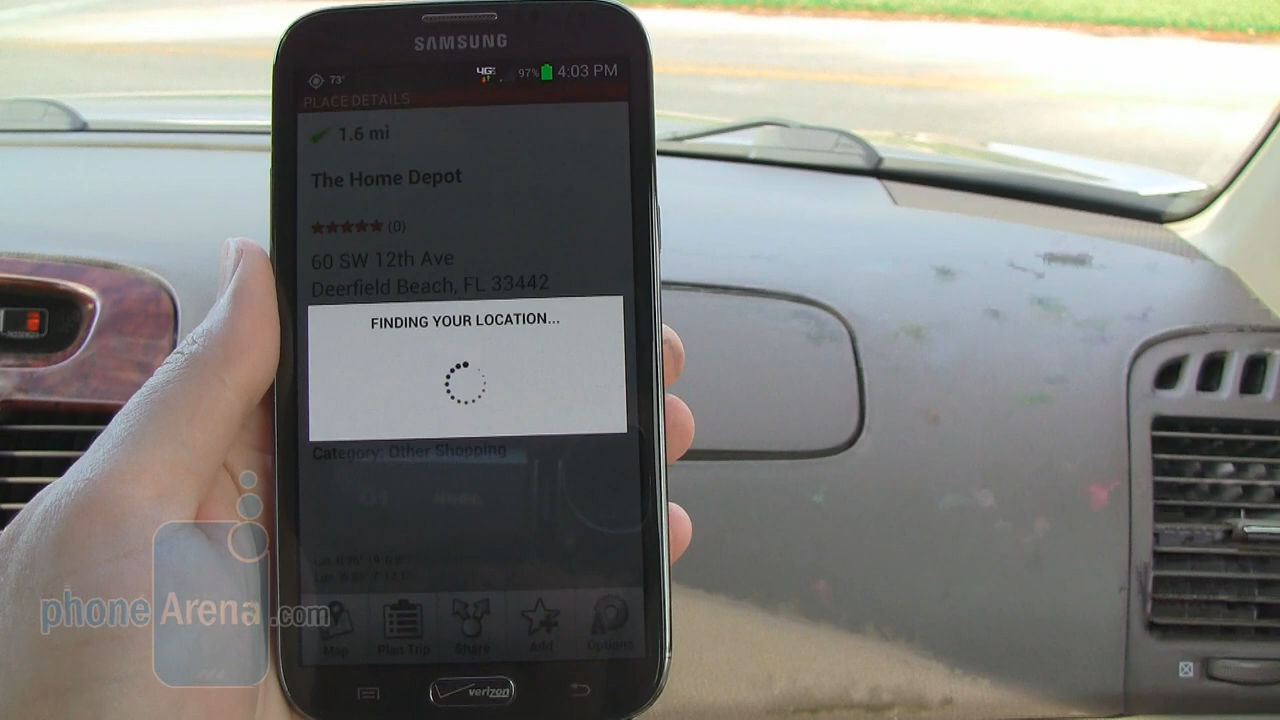 SAMSUNG
73° 4G 97% 4:03 PM
PLACE DETAILS
1.6 mi
The Home Depot
(0)
60 SW 12th Ave
Deerfield Beach, FL 33442
FINDING YOUR LOCATION...
Category: Other Shopping
Map Plan Trip Share Add Options
verizon
phoneArena.com